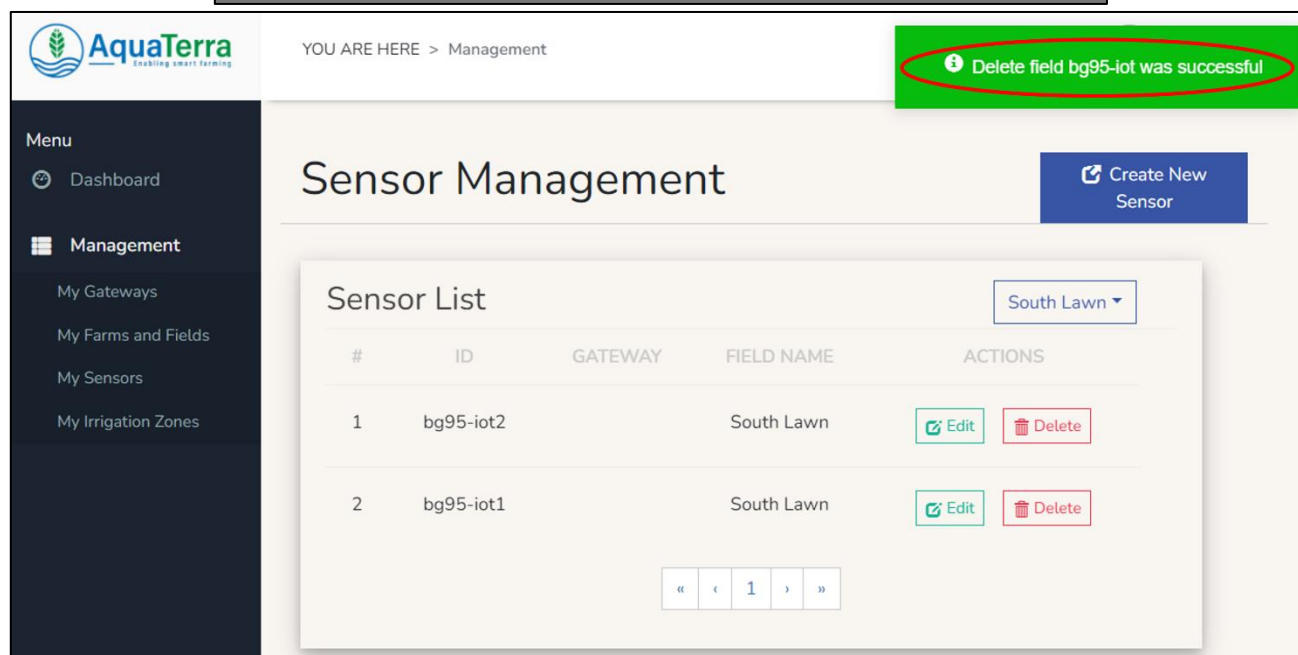 AquaTerra
Enabling smart farming
YOU ARE HERE > Management
Delete field bg95-iot was successful
Menu
Dashboard
Management
My Gateways
My Farms and Fields
My Sensors
My Irrigation Zones
Sensor Management
Create New
Sensor
Sensor List
South Lawn
# ID GATEWAY FIELD NAME ACTIONS
1 bg95-iot2 South Lawn Edit Delete
2 bg95-iot1 South Lawn Edit Delete
« ‹ 1 › »